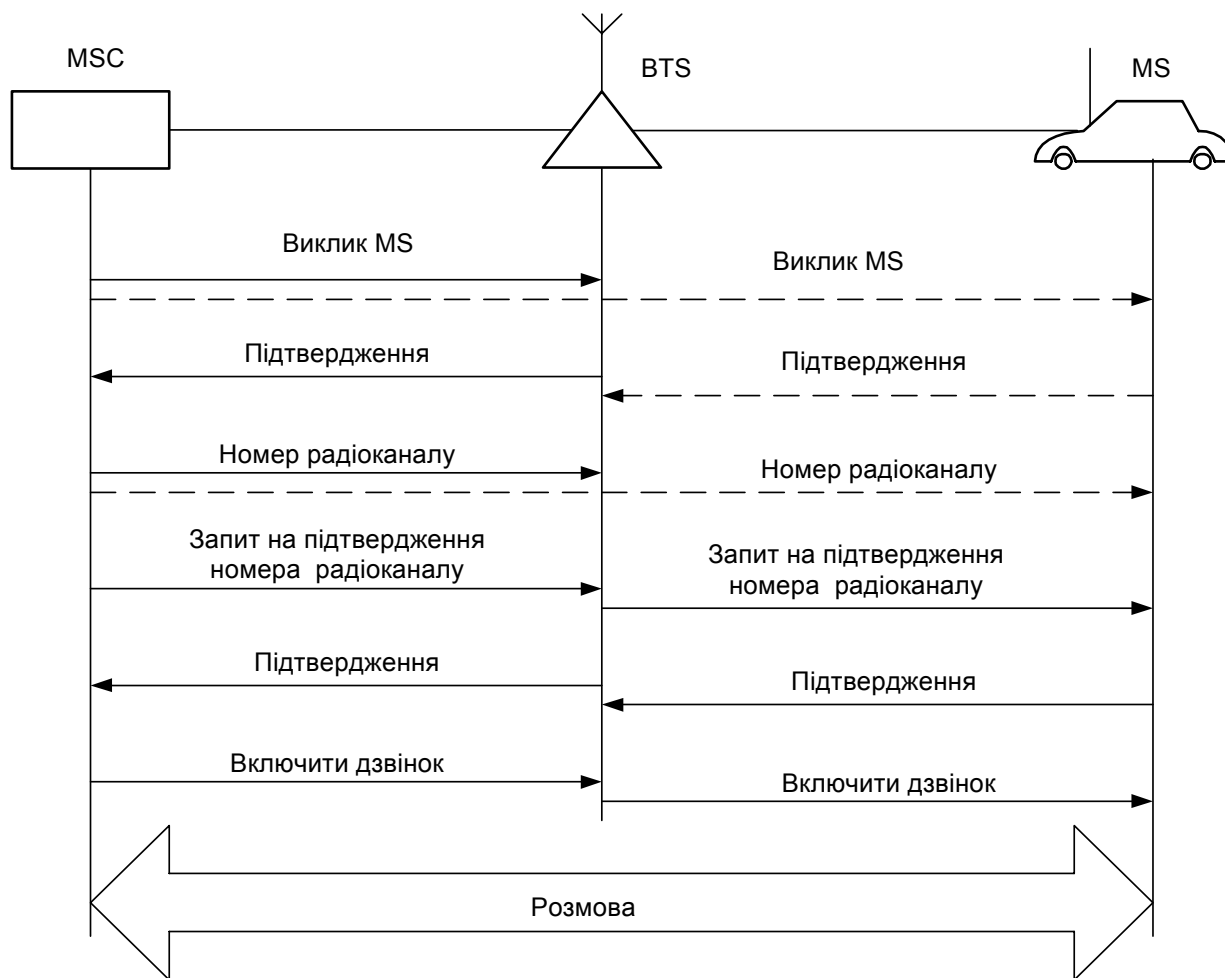 MSC
BTS
MS
Виклик MS
Виклик MS
Підтвердження
Підтвердження
Номер радіоканалу
Номер радіоканалу
Запит на підтвердження
номера радіоканалу
Запит на підтвердження
номера радіоканалу
Підтвердження
Підтвердження
Включити дзвінок
Включити дзвінок
Розмова